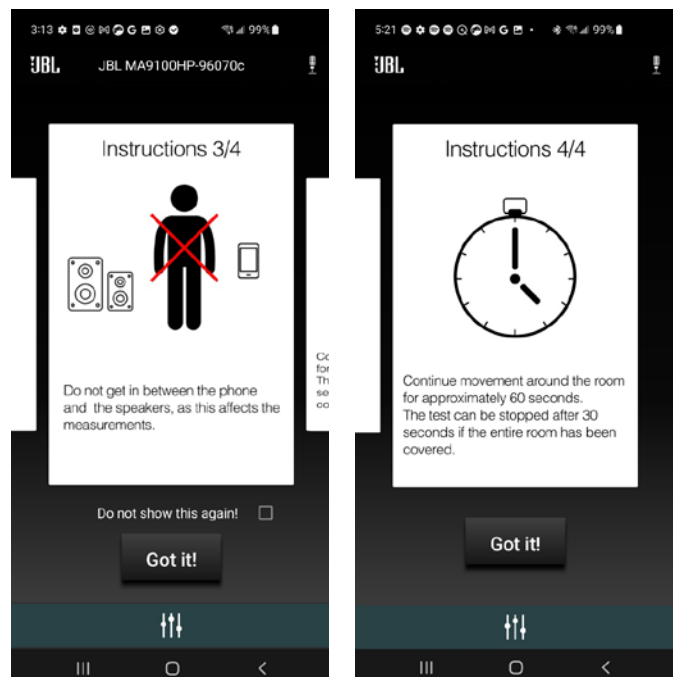 3:13 99%
JBL JBL MA9100HP-96070c
Instructions 3/4
Do not get in between the phone
and the speakers, as this affects the
measurements.
Do not show this again!
Got it!
5:21 99%
JBL
Instructions 4/4
Continue movement around the room
for approximately 60 seconds.
The test can be stopped after 30
seconds if the entire room has been
covered.
Got it!